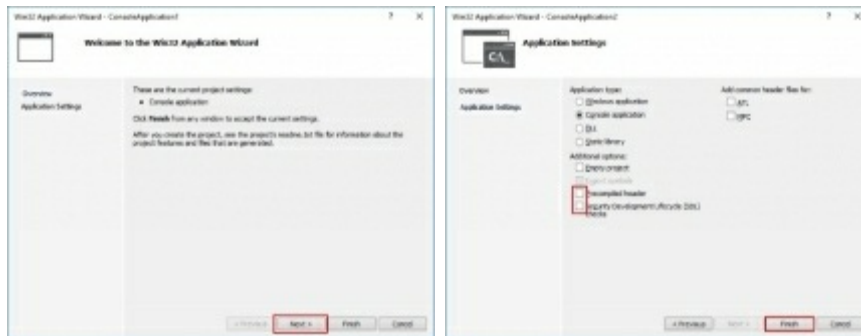 Win32 Application Wizard - ConsoleApplication1
? ×
Welcome to the Win32 Application Wizard
Overview
Application Settings
These are the current project settings:
Console application
Click Finish from any window to accept the current settings.
After you create the project, see the project's readme.txt file for information about the
project features and files that are generated.
< Previous
Next >
Finish
Cancel
Win32 Application Wizard - ConsoleApplication2
? ×
C:\_
Application Settings
Overview
Application Settings
Application type:
Windows application
Console application
DLL
Static library
Additional options:
Empty project
Export symbols
Precompiled header
Security Development Lifecycle (SDL)
checks
Add common header files for:
ATL
MFC
< Previous
Next >
Finish
Cancel